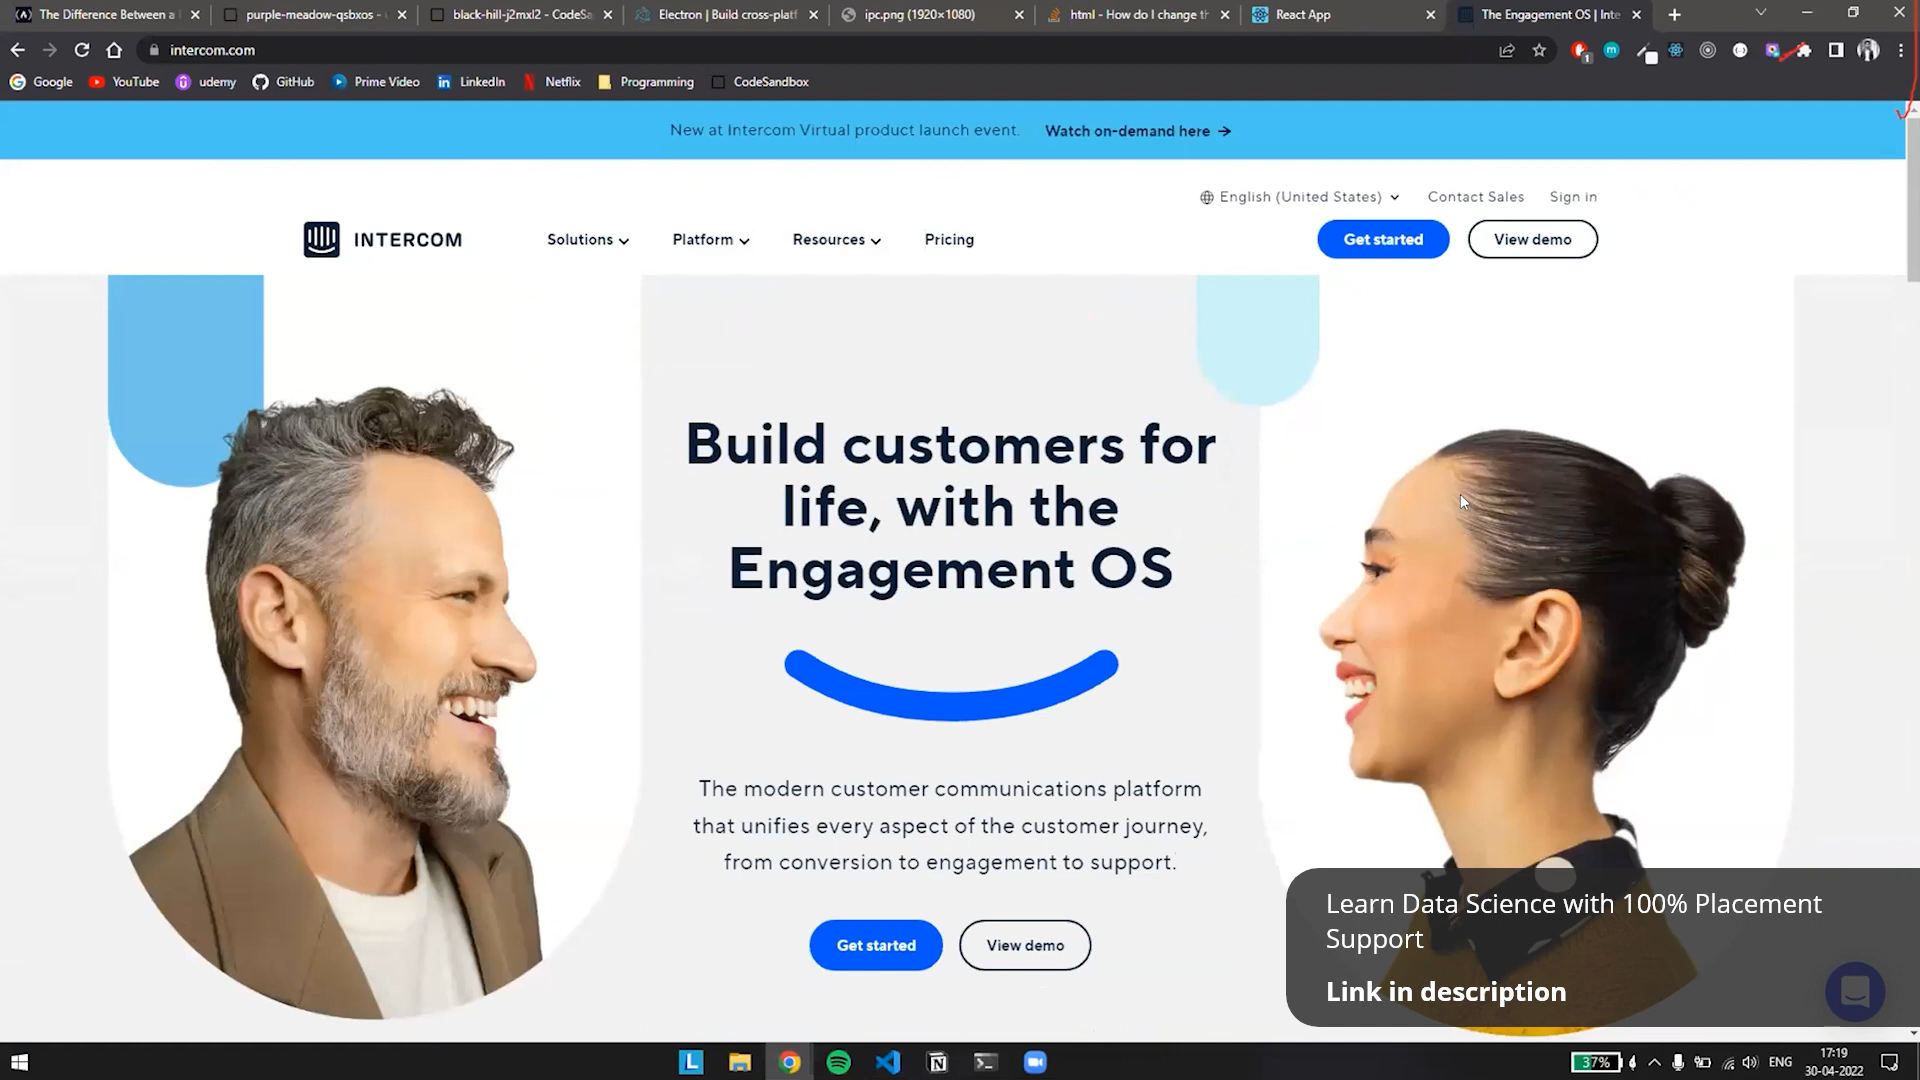 The Difference Between a
purple-meadow-qsbxos -
black-hill-j2mxl2 - CodeSa
Electron | Build cross-platf
ipc.png (1920×1080)
html - How do I change th
React App
The Engagement OS | Inte
intercom.com
1
Google
YouTube
udemy
GitHub
Prime Video
LinkedIn
Netflix
Programming
CodeSandbox
New at Intercom Virtual product launch event. Watch on-demand here →
English (United States)
Contact Sales
Sign in
INTERCOM
Solutions
Platform
Resources
Pricing
Get started
View demo
Build customers for
life, with the
Engagement OS
The modern customer communications platform
that unifies every aspect of the customer journey,
from conversion to engagement to support.
Get started
View demo
Learn Data Science with 100% Placement
Support
Link in description
37%
ENG
17:19
30-04-2022